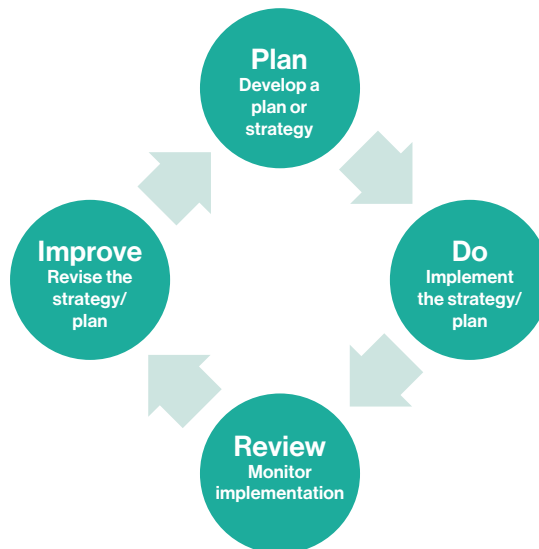 Plan
Develop a
plan or
strategy
Do
Implement
the strategy/
plan
Review
Monitor
implementation
Improve
Revise the
strategy/
plan